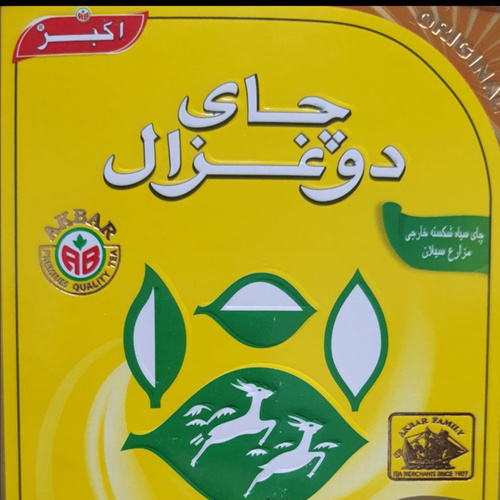 اکبر
ORIGINA
چای
دوغزال
AKBAR
AB
PREMIUM QUALITY TEA
چای سیاه شکسته خارجی
مزارع سیلان
AKBAR FAMILY
TEA MERCHANTS SINCE 1907